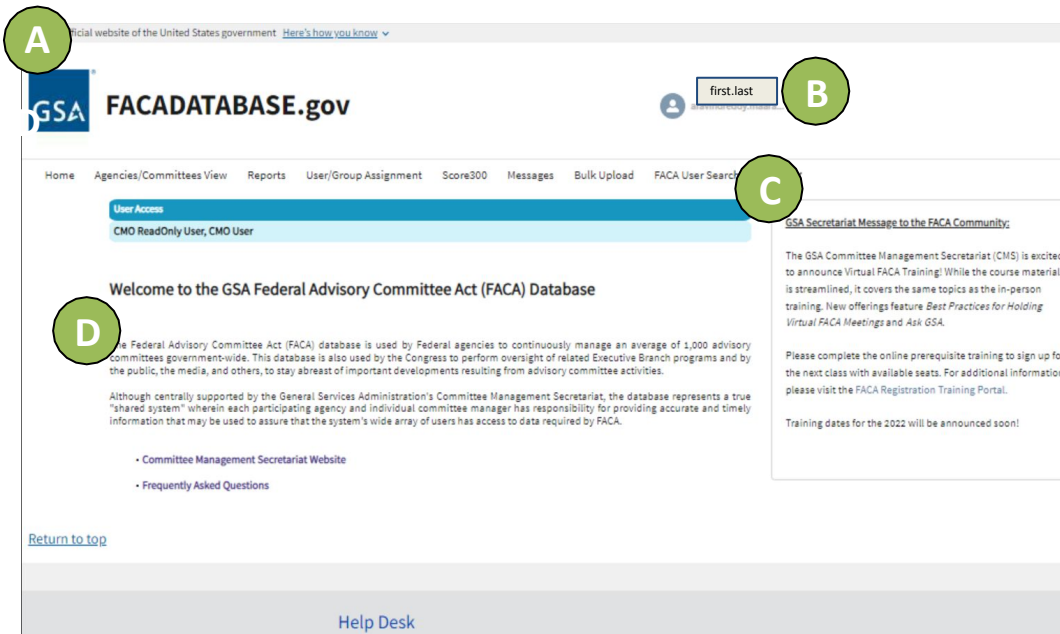 A
ficial website of the United States government Here's how you know
GSA
FACADATABASE.gov
first.last
B
Home Agencies/Committees View Reports User/Group Assignment Score300 Messages Bulk Upload FACA User Search
C
User Access
CMO ReadOnly User, CMO User
Welcome to the GSA Federal Advisory Committee Act (FACA) Database
D
he Federal Advisory Committee Act (FACA) database is used by Federal agencies to continuously manage an average of 1,000 advisory
committees government-wide. This database is also used by the Congress to perform oversight of related Executive Branch programs and by
the public, the media, and others, to stay abreast of important developments resulting from advisory committee activities.
Although centrally supported by the General Services Administration's Committee Management Secretariat, the database represents a true
"shared system" wherein each participating agency and individual committee manager has responsibility for providing accurate and timely
information that may be used to assure that the system's wide array of users has access to data required by FACA.
• Committee Management Secretariat Website
• Frequently Asked Questions
GSA Secretariat Message to the FACA Community:
The GSA Committee Management Secretariat (CMS) is excited
to announce Virtual FACA Training! While the course material
is streamlined, it covers the same topics as the in-person
training. New offerings feature Best Practices for Holding
Virtual FACA Meetings and Ask GSA.
Please complete the online prerequisite training to sign up fo
the next class with available seats. For additional information
please visit the FACA Registration Training Portal.
Training dates for the 2022 will be announced soon!
Return to top
Help Desk